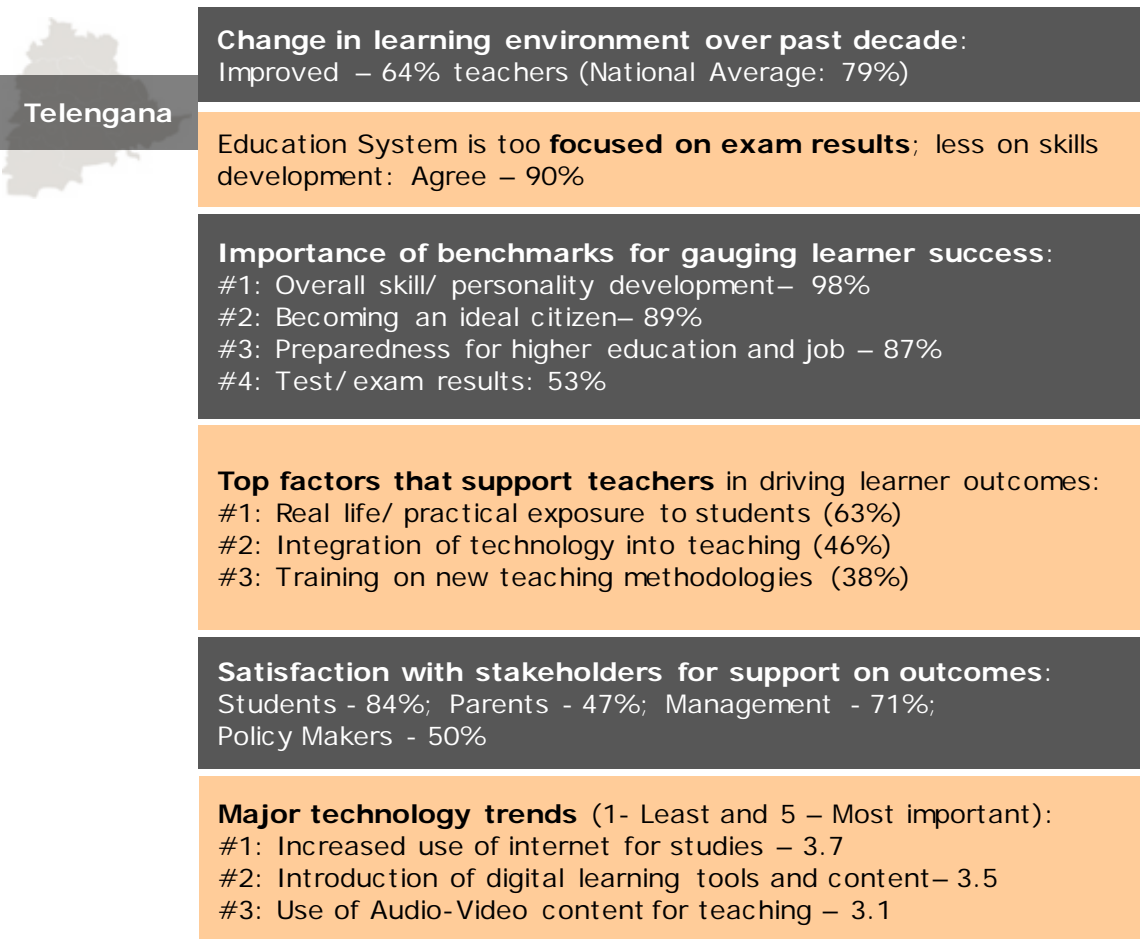 Telengana
Change in learning environment over past decade:
Improved – 64% teachers (National Average: 79%)
Education System is too focused on exam results; less on skills
development: Agree – 90%
Importance of benchmarks for gauging learner success:
#1: Overall skill/ personality development– 98%
#2: Becoming an ideal citizen– 89%
#3: Preparedness for higher education and job – 87%
#4: Test/exam results: 53%
Top factors that support teachers in driving learner outcomes:
#1: Real life/ practical exposure to students (63%)
#2: Integration of technology into teaching (46%)
#3: Training on new teaching methodologies (38%)
Satisfaction with stakeholders for support on outcomes:
Students - 84%; Parents - 47%; Management - 71%;
Policy Makers - 50%
Major technology trends (1- Least and 5 – Most important):
#1: Increased use of internet for studies – 3.7
#2: Introduction of digital learning tools and content– 3.5
#3: Use of Audio-Video content for teaching – 3.1